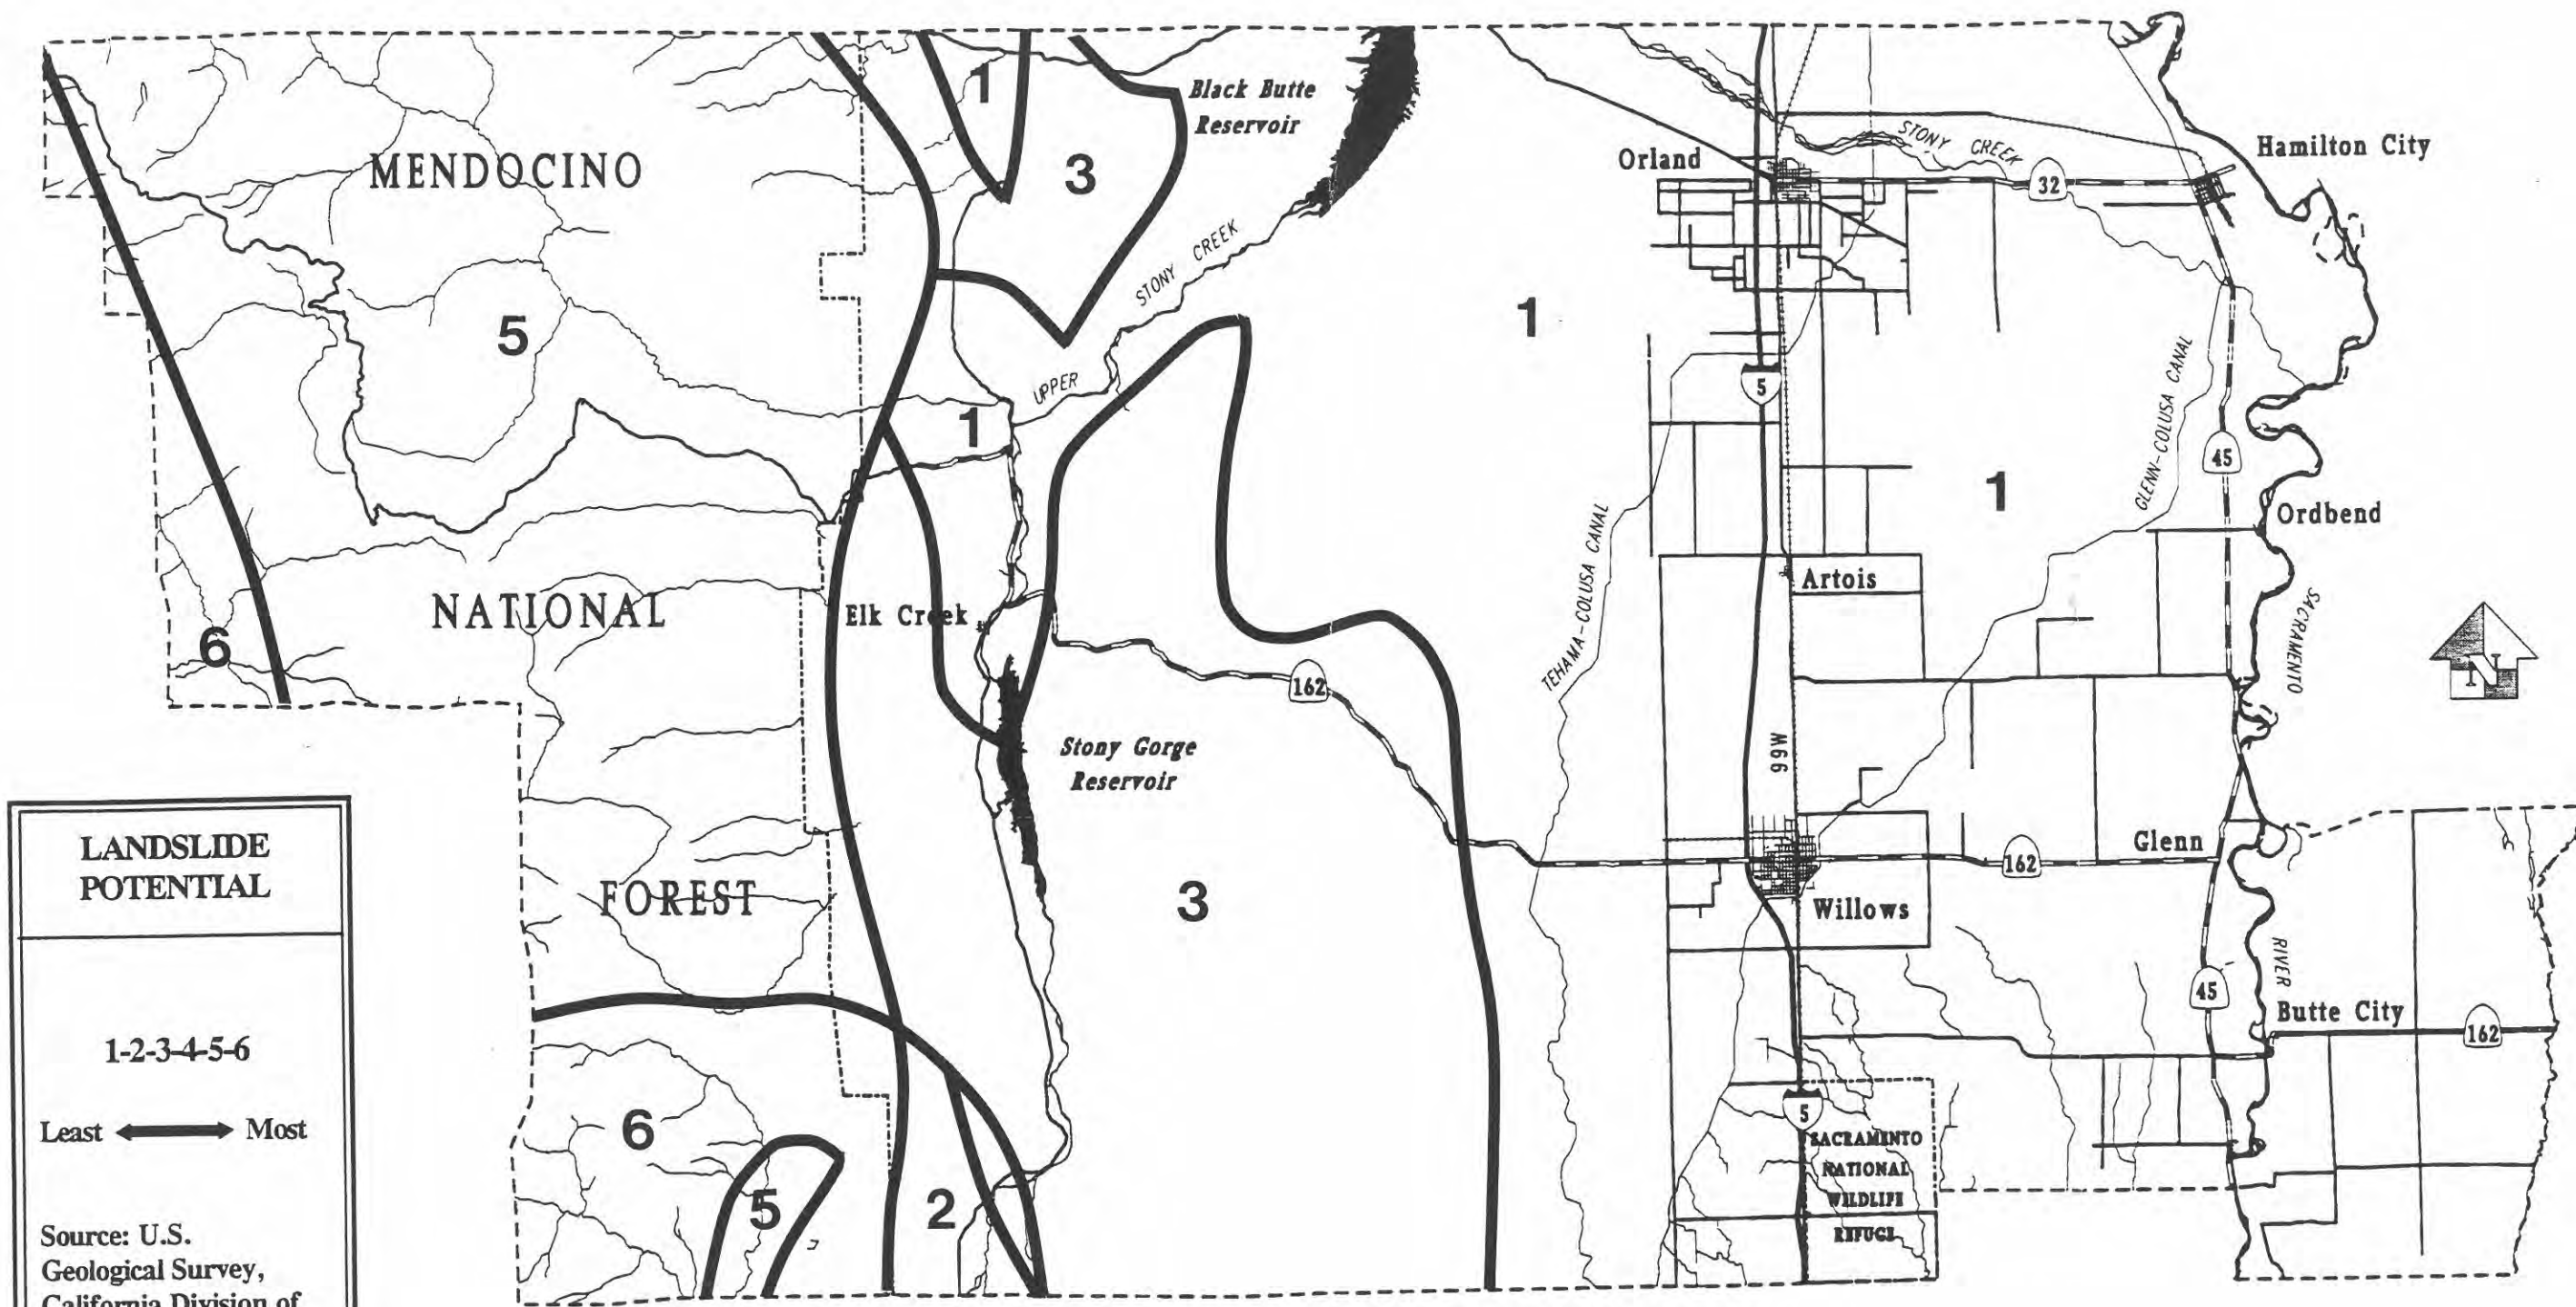 1
Black Butte
Reservoir
3
MENDOCINO
STONY CREEK
UPPER
5
1
1
Orland
STONY CREEK
32
Hamilton City
5
GLENN-COLUSA CANAL
45
1
Ordbend
TEHAMA-COLUSA CANAL
Artois
NATIONAL
Elk Creek
6
162
SACRAMENTO
N
Stony Gorge
Reservoir
99W
FOREST
3
162
Glenn
Willows
45
RIVER
Butte City
162
6
5
2
5
SACRAMENTO
NATIONAL
WILDLIFE
REFUGE
LANDSLIDE
POTENTIAL
1-2-3-4-5-6
Least Most
Source: U.S.
Geological Survey,
California Division of